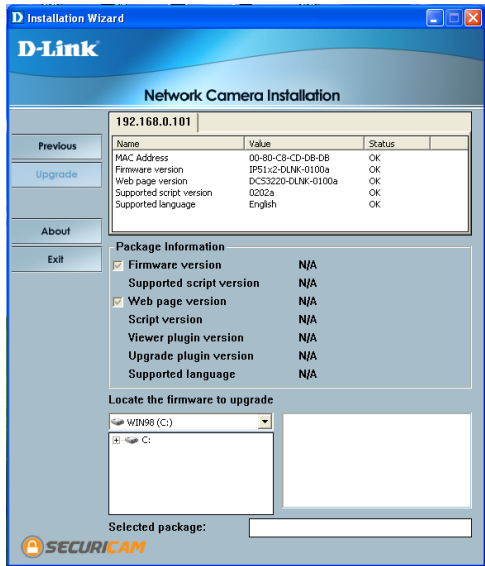 D Installation Wizard
D-Link
Network Camera Installation
192.168.0.101
Previous
Upgrade
About
Exit
Name Value Status
MAC Address 00-80-C8-CD-DB-DB OK
Firmware version IP51x2-DLNK-0100a OK
Web page version DCS3220-DLNK-0100a OK
Supported script version 0202a OK
Supported language English OK
Package Information
Firmware version N/A
Supported script version N/A
Web page version N/A
Script version N/A
Viewer plugin version N/A
Upgrade plugin version N/A
Supported language N/A
Locate the firmware to upgrade
WIN98 (C:)
C:
Selected package:
SECURICAM